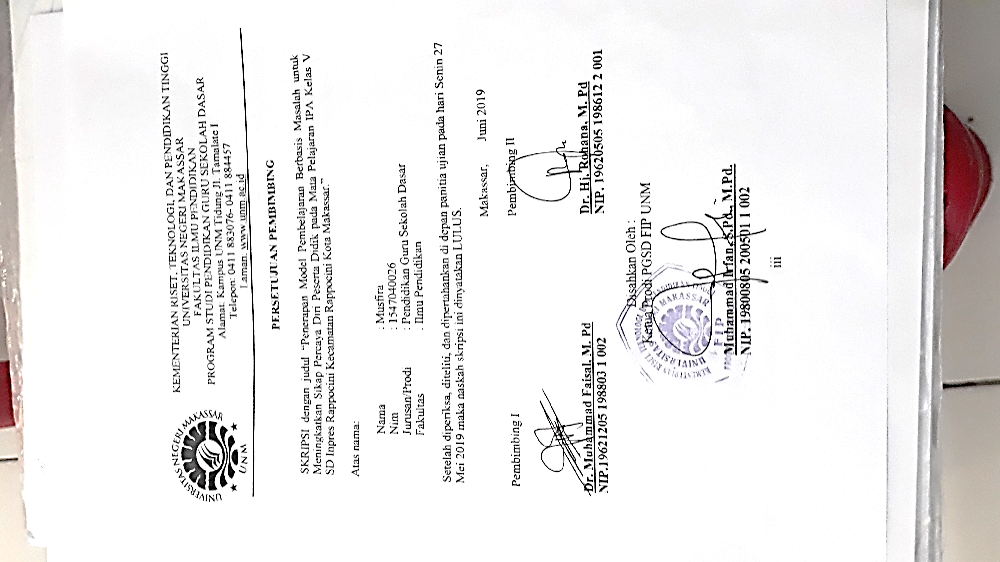 UNIVERSITAS NEGERI MAKASSAR
UNM
KEMENTERIAN RISET, TEKNOLOGI, DAN PENDIDIKAN TINGGI
UNIVERSITAS NEGERI MAKASSAR
FAKULTAS ILMU PENDIDIKAN
PROGRAM STUDI PENDIDIKAN GURU SEKOLAH DASAR
Alamat: Kampus UNM Tidung Jl. Tamalate I
Telepon: 0411 883076- 0411 884457
Laman: www.unm.ac.id
PERSETUJUAN PEMBIMBING
SKRIPSI dengan judul “Penerapan Model Pembelajaran Berbasis Masalah untuk
Meningkatkan Sikap Percaya Diri Peserta Didik pada Mata Pelajaran IPA Kelas V
SD Inpres Rappocini Kecamatan Rappocini Kota Makassar.”
Atas nama:
Nama : Musfira
Nim : 1547040026
Jurusan/Prodi : Pendidikan Guru Sekolah Dasar
Fakultas : Ilmu Pendidikan
Setelah diperiksa, diteliti, dan dipertahankan di depan panitia ujian pada hari Senin 27
Mei 2019 maka naskah skripsi ini dinyatakan LULUS.
Makassar, Juni 2019
Pembimbing I Pembimbing II
Dr. Muhammad Faisal, M. Pd Dr. Hj. Rohana, M. Pd
NIP.19621205 198803 1 002 NIP. 19620505 198612 2 001
Disahkan Oleh :
Ketua Prodi PGSD FIP UNM
KEMENTERIAN RISET TEKNOLOGI PENDIDIKAN TINGGI
UNIVERSITAS MAKASSAR
FIP
Muhammad Irfan, S.Pd., M.Pd.
NIP. 19800805 200501 1 002
iii